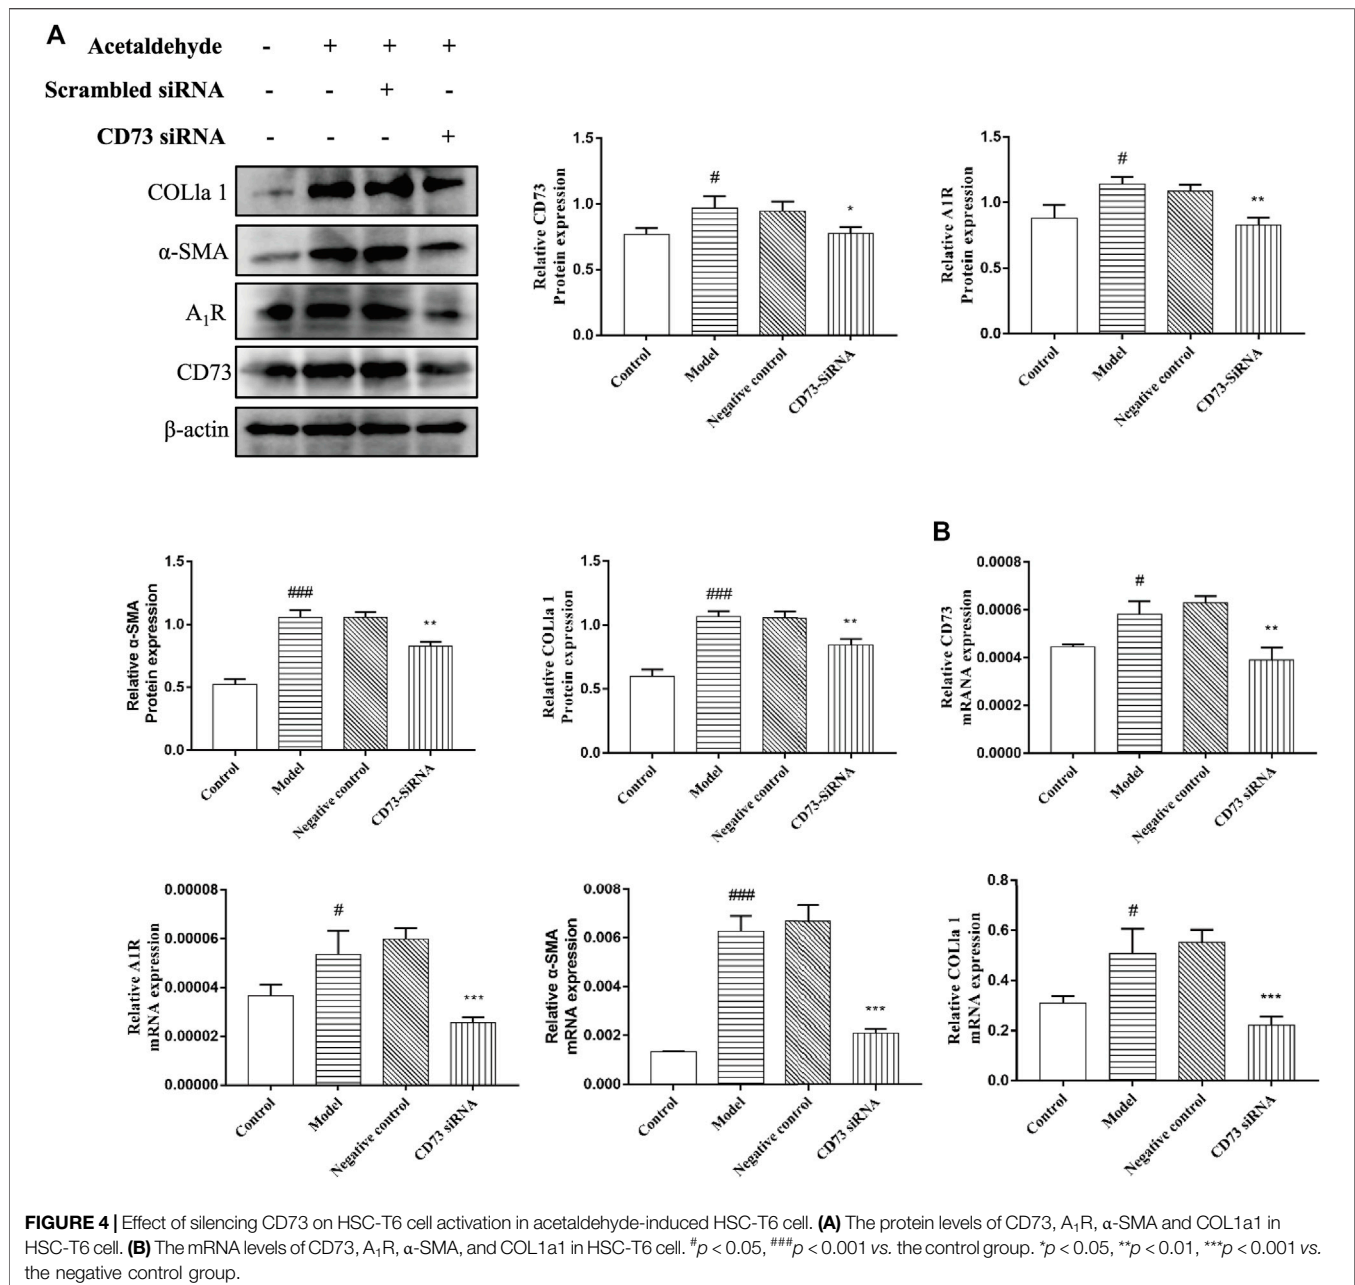 A
Acetaldehyde - + + +
Scrambled siRNA - - + -
CD73 siRNA - - - +
COLla 1
α-SMA
A1R
CD73
β-actin
Relative CD73
Protein expression
1.5
1.0
0.5
0.0
#
*
Control
Model
Negative control
CD73-SiRNA
Relative A1R
Protein expression
1.5
1.0
0.5
0.0
#
**
Control
Model
Negative control
CD73-SiRNA
Relative α-SMA
Protein expression
1.5
1.0
0.5
0.0
###
**
Control
Model
Negative control
CD73-SiRNA
Relative COLla 1
Protein expression
1.5
1.0
0.5
0.0
###
**
Control
Model
Negative control
CD73-SiRNA
B
Relative CD73
mRANA expression
0.0008
0.0006
0.0004
0.0002
0.0000
#
**
Control
Model
Negative control
CD73 siRNA
Relative A1R
mRNA expression
0.00008
0.00006
0.00004
0.00002
0.00000
#
***
Control
Model
Negative control
CD73 siRNA
Relative α-SMA
mRNA expression
0.008
0.006
0.004
0.002
0.000
###
***
Control
Model
Negative control
CD73 siRNA
Relative COLla 1
mRNA expression
0.8
0.6
0.4
0.2
0.0
#
***
Control
Model
Negative control
CD73 siRNA
FIGURE 4 | Effect of silencing CD73 on HSC-T6 cell activation in acetaldehyde-induced HSC-T6 cell. (A) The protein levels of CD73, A1R, α-SMA and COL1a1 in
HSC-T6 cell. (B) The mRNA levels of CD73, A1R, α-SMA, and COL1a1 in HSC-T6 cell. #p < 0.05, ###p < 0.001 vs. the control group. *p < 0.05, **p < 0.01, ***p < 0.001 vs.
the negative control group.